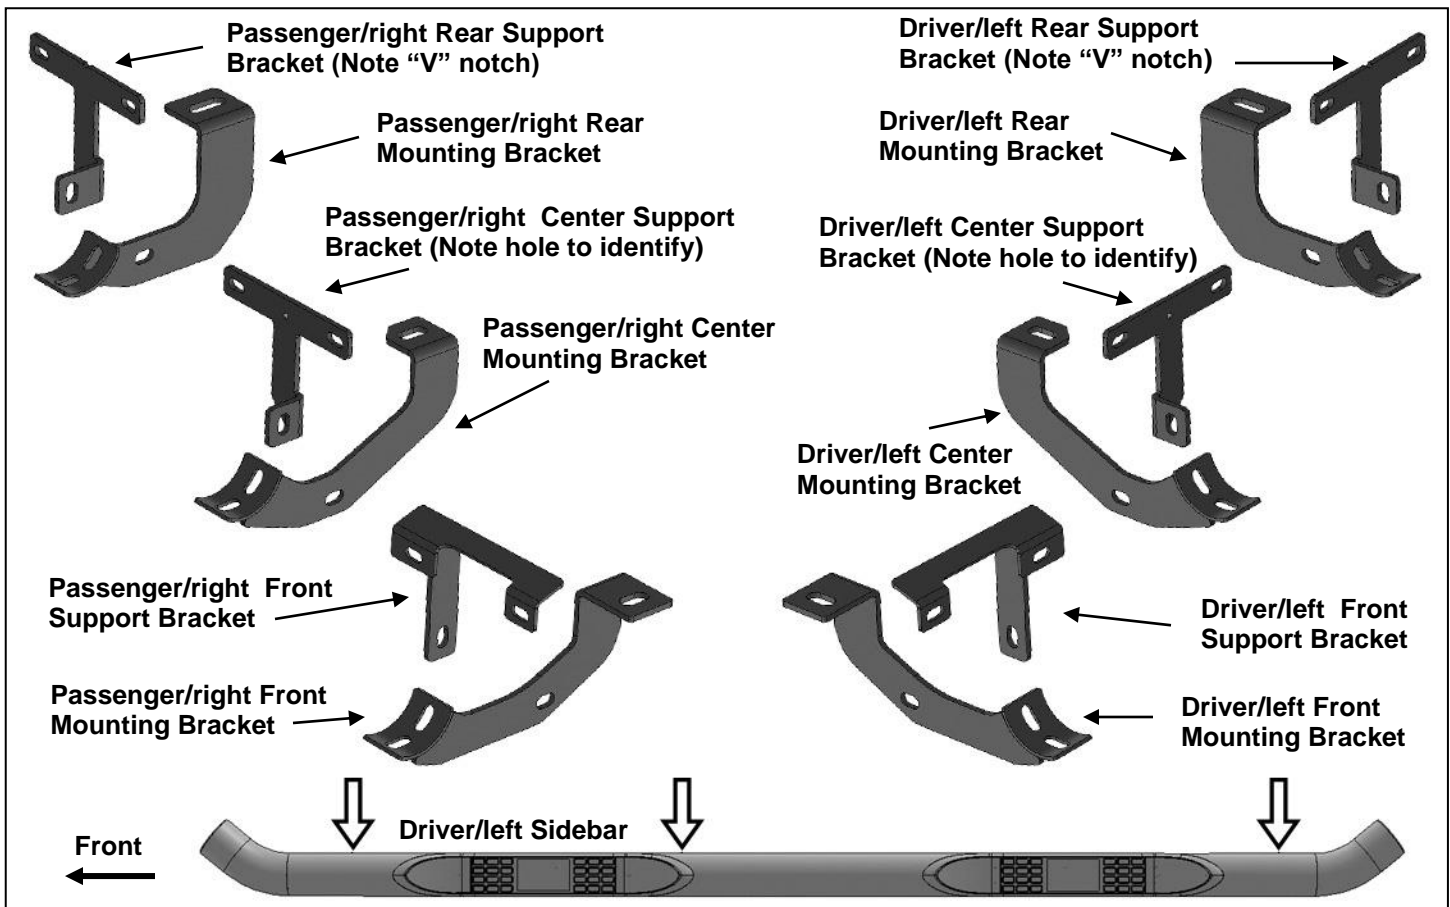 Passenger/right Rear Support
Bracket (Note “V” notch)
Driver/left Rear Support
Bracket (Note “V” notch)
Passenger/right Rear
Mounting Bracket
Driver/left Rear
Mounting Bracket
Passenger/right  Center Support
Bracket (Note hole to identify)
Driver/left Center Support
Bracket (Note hole to identify)
Passenger/right Center
Mounting Bracket
Driver/left Center
Mounting Bracket
Passenger/right  Front
Support Bracket
Driver/left  Front
Support Bracket
Passenger/right Front
Mounting Bracket
Driver/left Front
Mounting Bracket
Driver/left Sidebar
Front